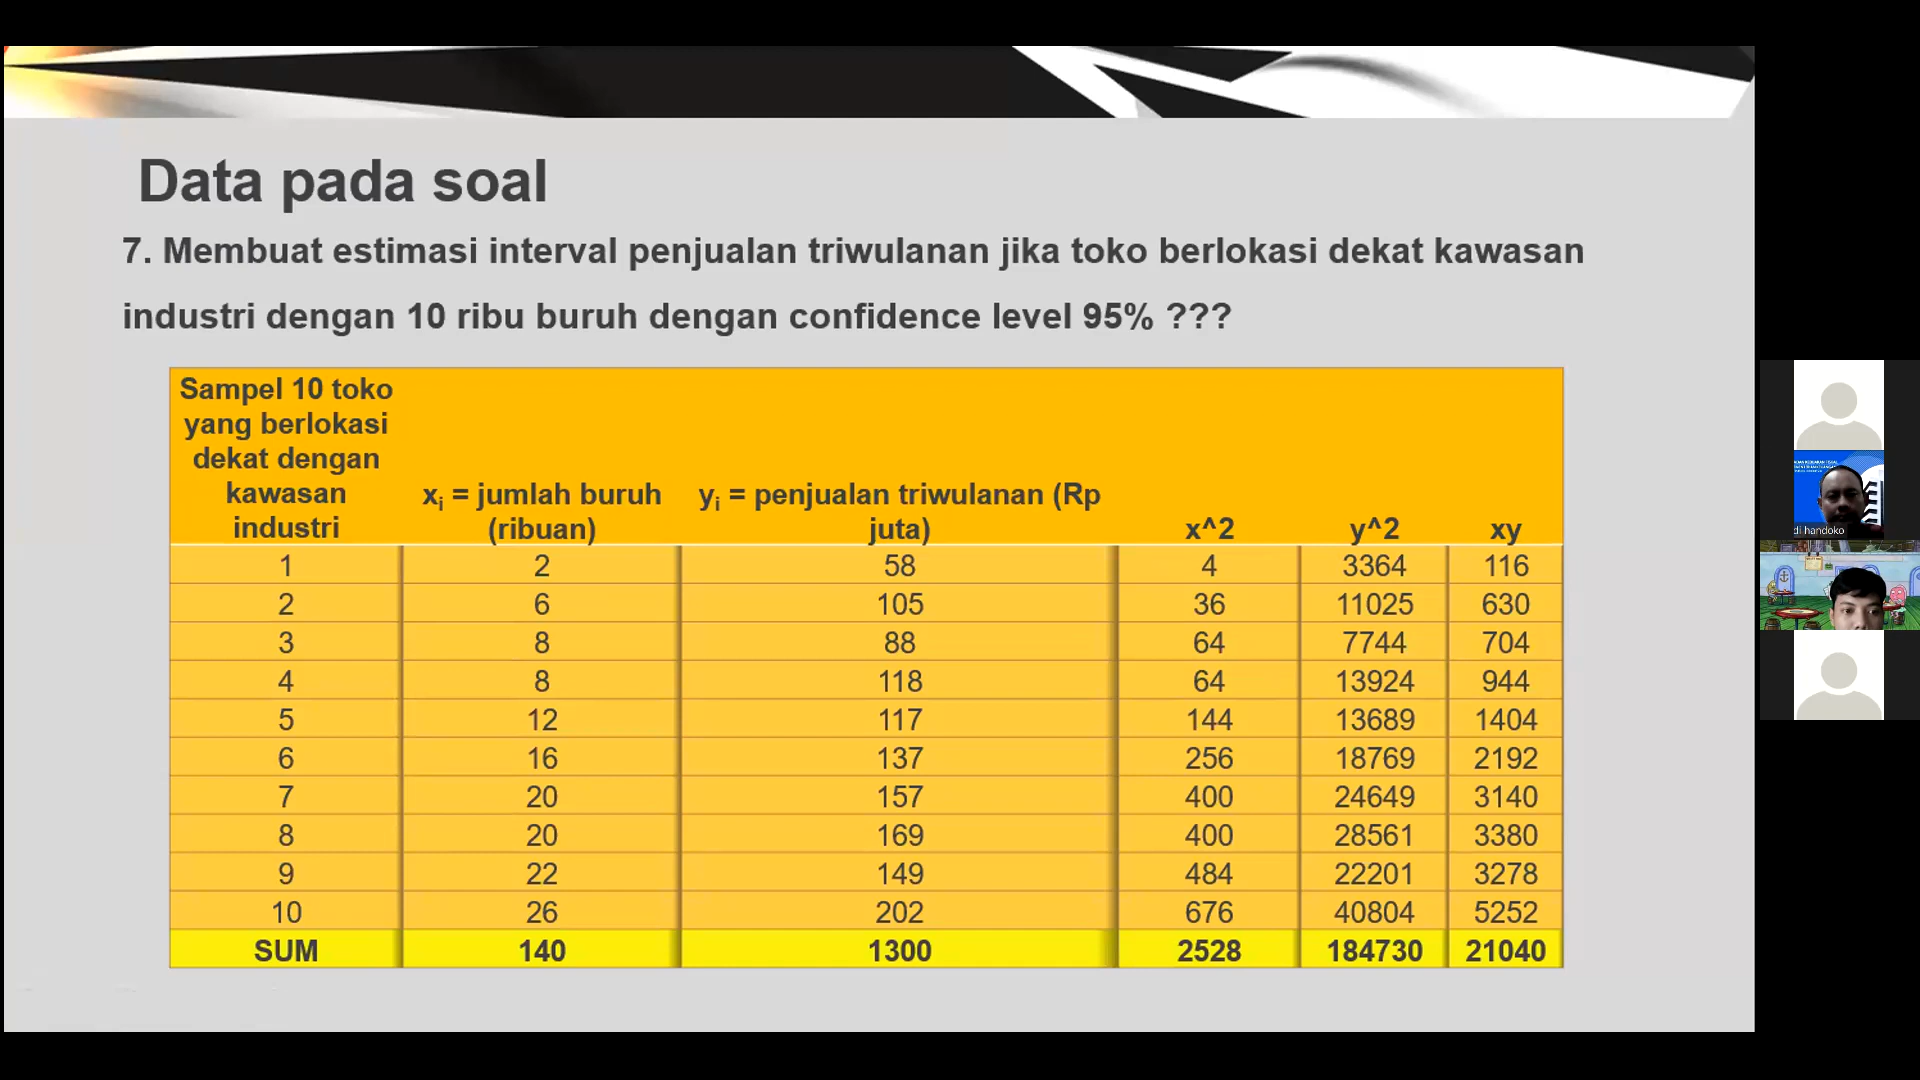 Data pada soal
7. Membuat estimasi interval penjualan triwulanan jika toko berlokasi dekat kawasan
industri dengan 10 ribu buruh dengan confidence level 95% ???
Sampel 10 toko
yang berlokasi
dekat dengan
kawasan
industri
xi = jumlah buruh
(ribuan)
yi = penjualan triwulanan (Rp
juta)
x^2 y^2 xy
1 2 58 4 3364 116
2 6 105 36 11025 630
3 8 88 64 7744 704
4 8 118 64 13924 944
5 12 117 144 13689 1404
6 16 137 256 18769 2192
7 20 157 400 24649 3140
8 20 169 400 28561 3380
9 22 149 484 22201 3278
10 26 202 676 40804 5252
SUM 140 1300 2528 184730 21040
di handoko